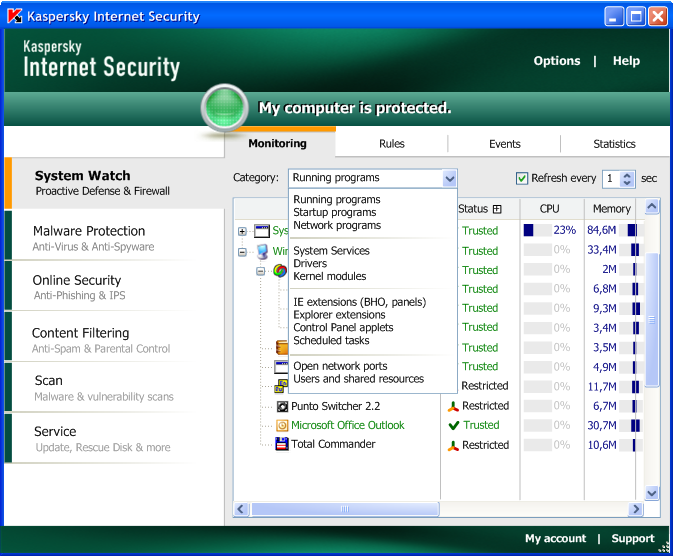 Kaspersky Internet Security
Kaspersky
Internet Security
Options | Help
My computer is protected.
Monitoring Rules Events Statistics
System Watch
Proactive Defense & Firewall
Malware Protection
Anti-Virus & Anti-Spyware
Online Security
Anti-Phishing & IPS
Content Filtering
Anti-Spam & Parental Control
Scan
Malware & vulnerability scans
Service
Update, Rescue Disk & more
Category: Running programs Refresh every 1 sec
Running programs
Startup programs
Network programs
System Services
Drivers
Kernel modules
IE extensions (BHO, panels)
Explorer extensions
Control Panel applets
Scheduled tasks
Open network ports
Users and shared resources
Status CPU Memory
Sys Trusted 23% 84,6M
Win Trusted 0% 33,4M
Trusted 0% 2M
Trusted 0% 6,8M
Trusted 0% 9,3M
Trusted 0% 3,4M
Trusted 0% 3,5M
Trusted 0% 4,9M
Restricted 0% 11,7M
Punto Switcher 2.2 Restricted 0% 6,7M
Microsoft Office Outlook Trusted 0% 30,7M
Total Commander Restricted 0% 10,6M
My account | Support